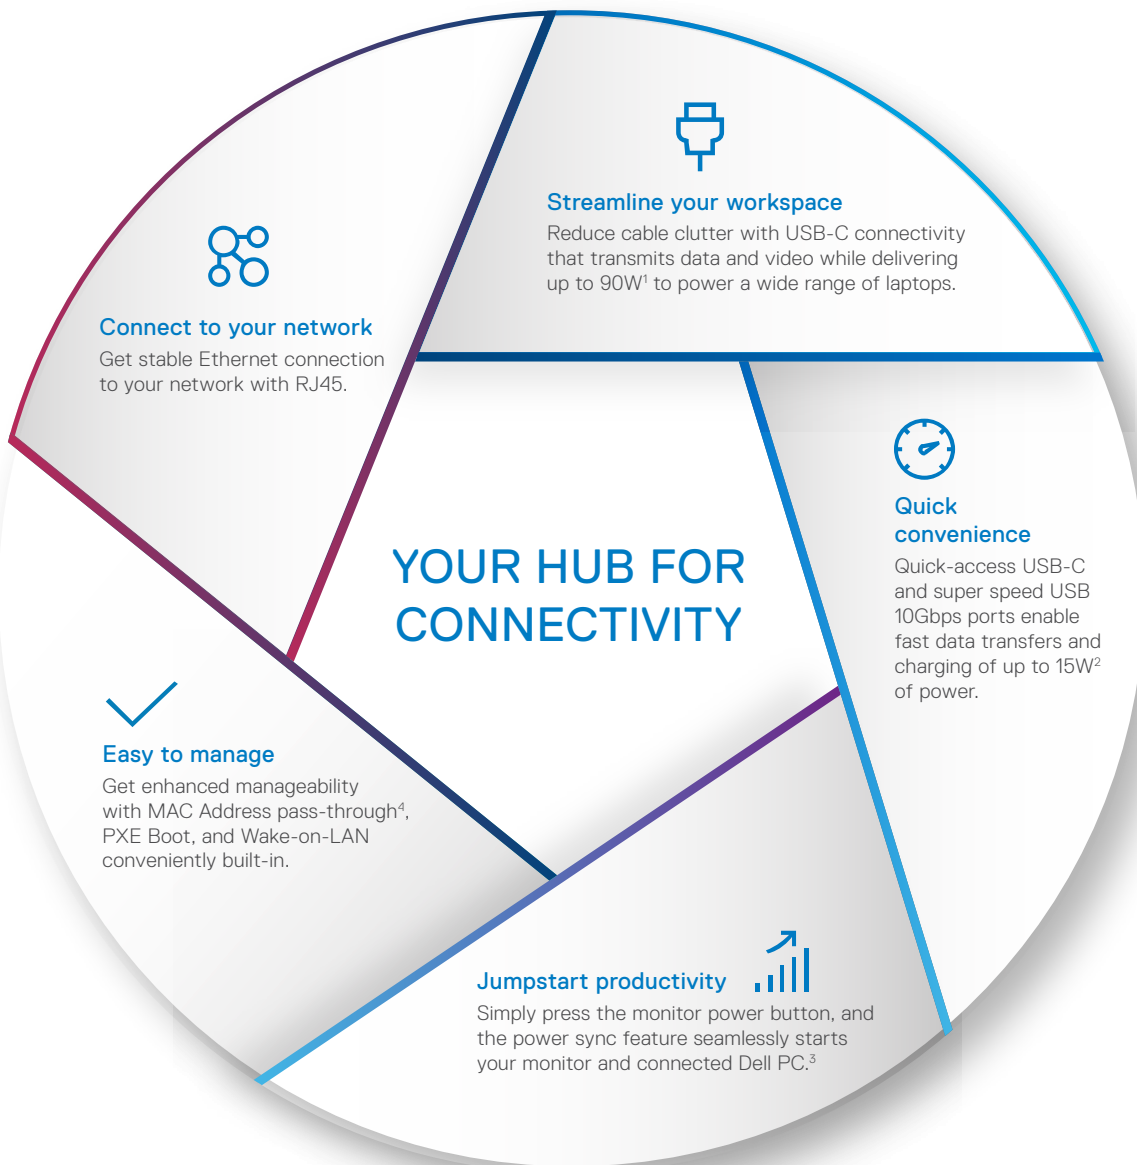 Streamline your workspace
Reduce cable clutter with USB-C connectivity
that transmits data and video while delivering
up to 90W¹ to power a wide range of laptops.
Connect to your network
Get stable Ethernet connection
to your network with RJ45.
Quick
convenience
Quick-access USB-C
and super speed USB
10Gbps ports enable
fast data transfers and
charging of up to 15W²
of power.
YOUR HUB FOR
CONNECTIVITY
Easy to manage
Get enhanced manageability
with MAC Address pass-through⁴,
PXE Boot, and Wake-on-LAN
conveniently built-in.
Jumpstart productivity
Simply press the monitor power button, and
the power sync feature seamlessly starts
your monitor and connected Dell PC.³